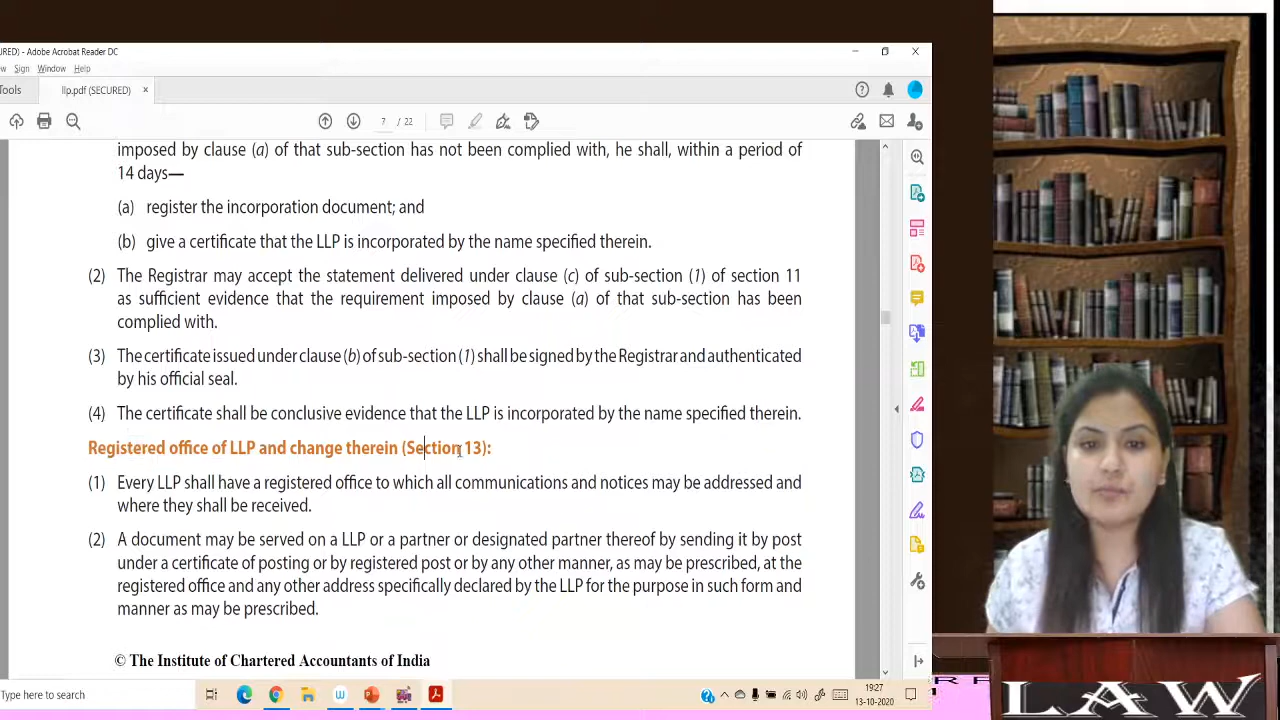 URED) - Adobe Acrobat Reader DC
w Sign Window Help
Tools llp.pdf (SECURED) ×
7 / 22
imposed by clause (a) of that sub-section has not been complied with, he shall, within a period of
14 days—
(a) register the incorporation document; and
(b) give a certificate that the LLP is incorporated by the name specified therein.
(2) The Registrar may accept the statement delivered under clause (c) of sub-section (1) of section 11
as sufficient evidence that the requirement imposed by clause (a) of that sub-section has been
complied with.
(3) The certificate issued under clause (b) of sub-section (1) shall be signed by the Registrar and authenticated
by his official seal.
(4) The certificate shall be conclusive evidence that the LLP is incorporated by the name specified therein.
Registered office of LLP and change therein (Section 13):
(1) Every LLP shall have a registered office to which all communications and notices may be addressed and
where they shall be received.
(2) A document may be served on a LLP or a partner or designated partner thereof by sending it by post
under a certificate of posting or by registered post or by any other manner, as may be prescribed, at the
registered office and any other address specifically declared by the LLP for the purpose in such form and
manner as may be prescribed.
© The Institute of Chartered Accountants of India
Type here to search
19:27
13-10-2020
LAW